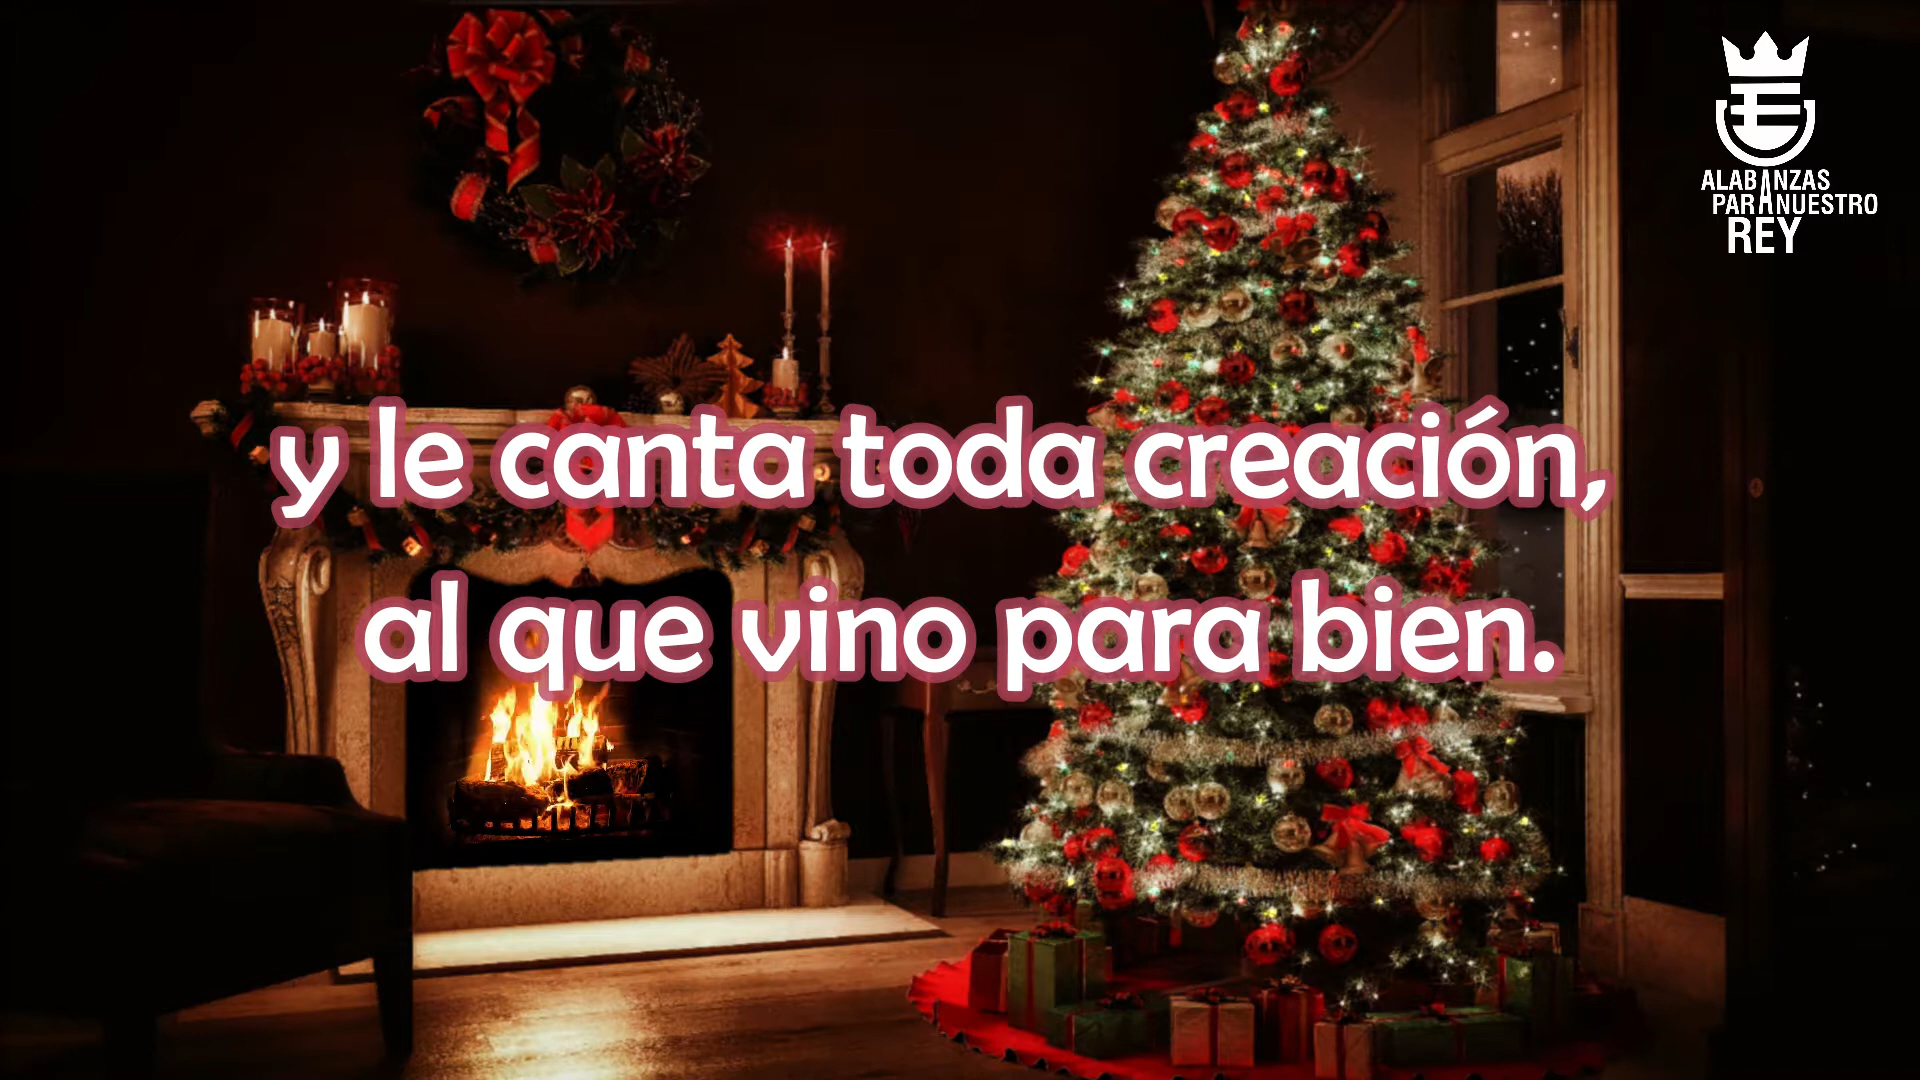 ALABANZAS
PARA NUESTRO
REY
y le canta toda creación,
al que vino para bien.